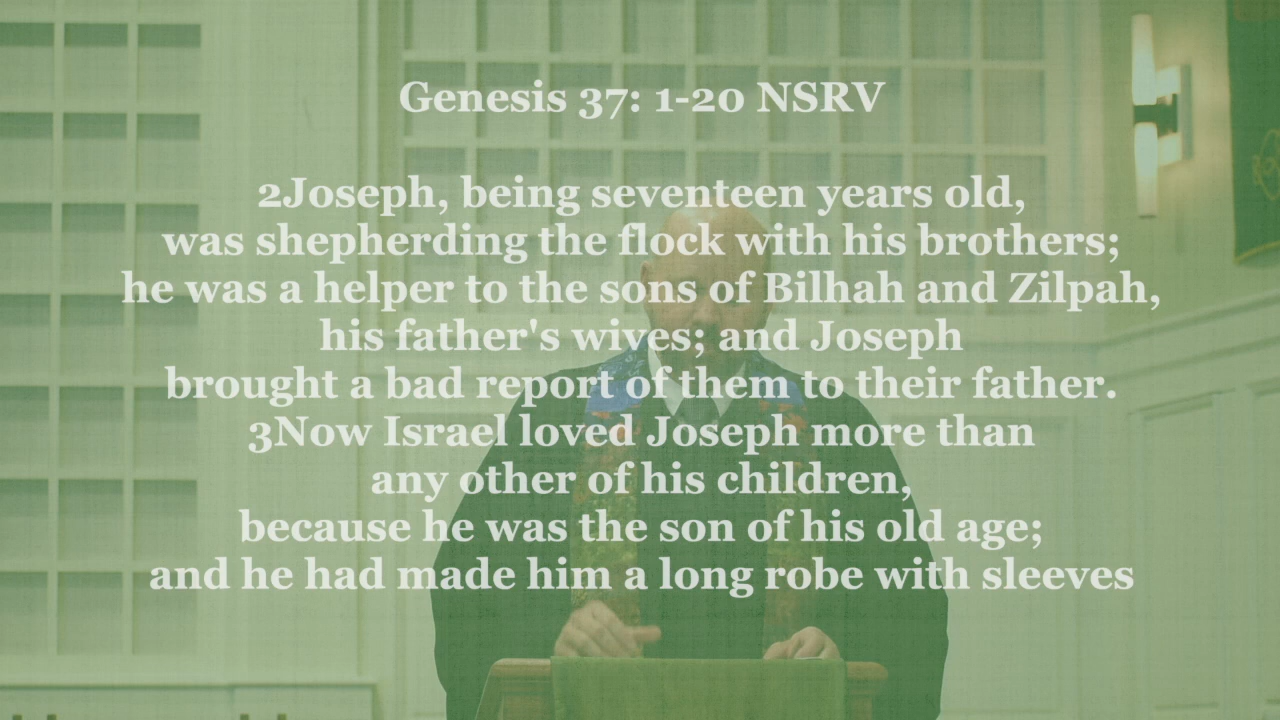 Genesis 37: 1-20 NSRV
2Joseph, being seventeen years old,
was shepherding the flock with his brothers;
he was a helper to the sons of Bilhah and Zilpah,
his father's wives; and Joseph
brought a bad report of them to their father.
3Now Israel loved Joseph more than
any other of his children,
because he was the son of his old age;
and he had made him a long robe with sleeves